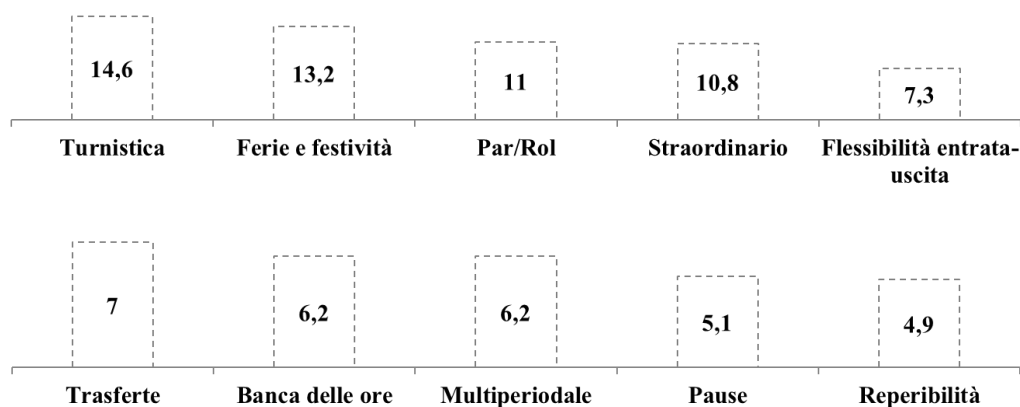 14,6
13,2
11
10,8
7,3
Turnistica
Ferie e festività
Par/Rol
Straordinario
Flessibilità entrata-
uscita
7
6,2
6,2
5,1
4,9
Trasferte
Banca delle ore
Multiperiodale
Pause
Reperibilità